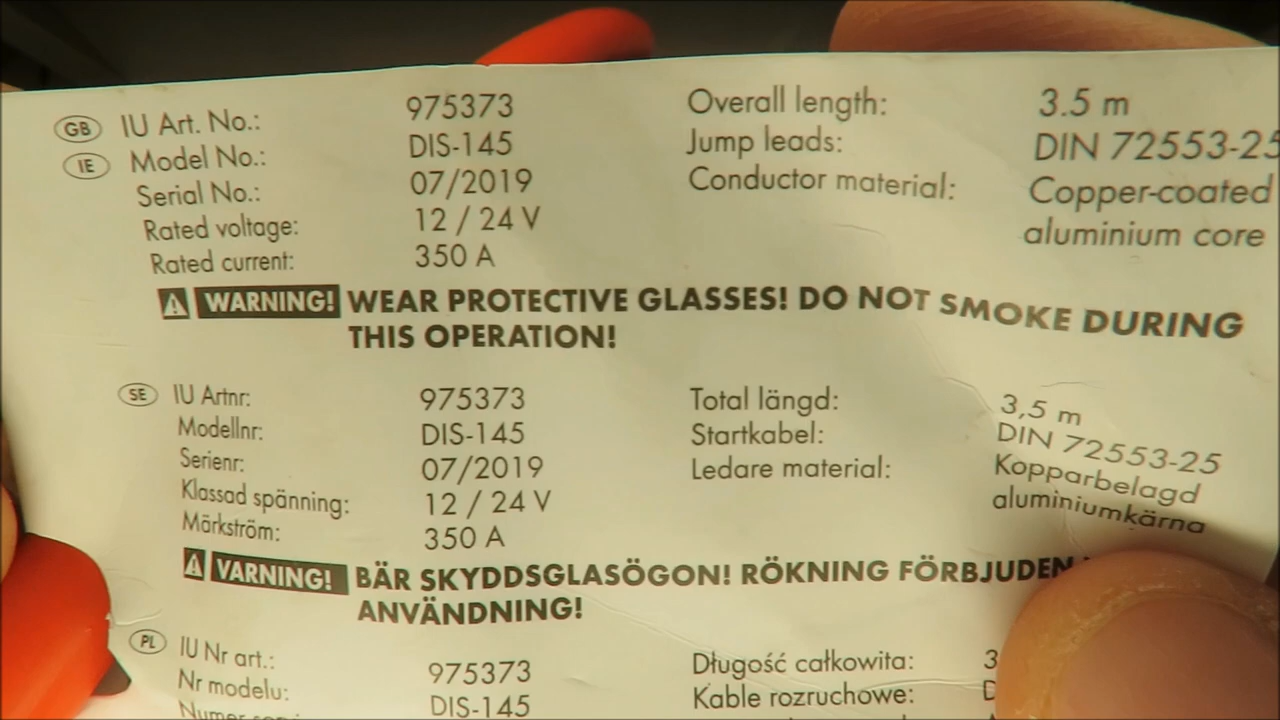 GB IU Art. No.: 975373 Overall length: 3.5 m
IE Model No.: DIS-145 Jump leads: DIN 72553-25
Serial No.: 07/2019 Conductor material: Copper-coated
Rated voltage: 12 / 24 V aluminium core
Rated current: 350 A
WARNING! WEAR PROTECTIVE GLASSES! DO NOT SMOKE DURING
THIS OPERATION!
SE IU Artnr: 975373 Total längd: 3,5 m
Modellnr: DIS-145 Startkabel: DIN 72553-25
Serienr: 07/2019 Ledare material: Kopparbelagd
Klassad spänning: 12 / 24 V aluminiumkärna
Märkström: 350 A
VARNING! BÄR SKYDDSGLASÖGON! RÖKNING FÖRBJUDEN
ANVÄNDNING!
PL IU Nr art.: 975373 Długość całkowita: 3
Nr modelu: DIS-145 Kable rozruchowe:
Numer